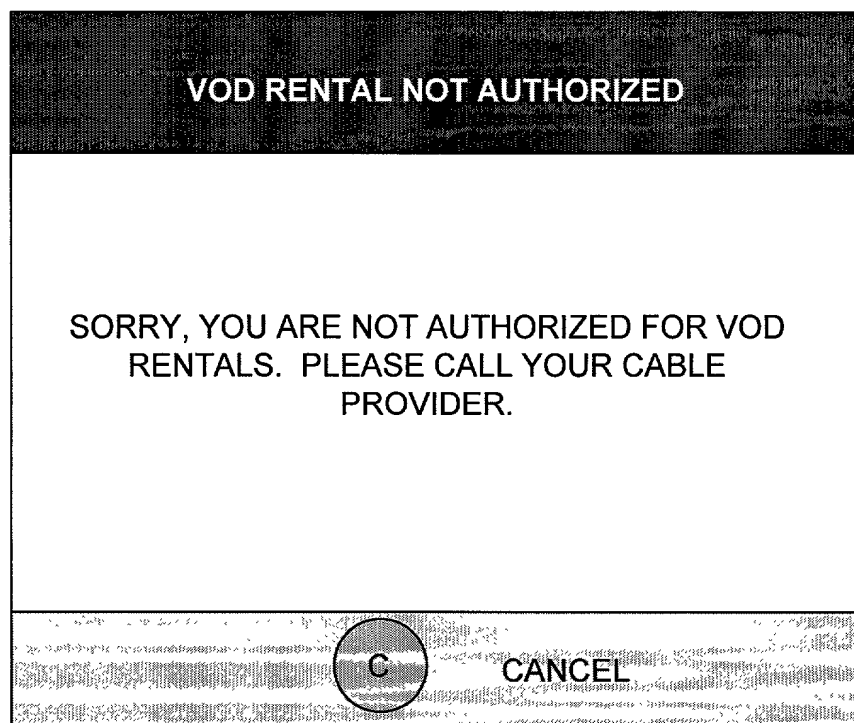 VOD RENTAL NOT AUTHORIZED
SORRY, YOU ARE NOT AUTHORIZED FOR VOD
RENTALS. PLEASE CALL YOUR CABLE
PROVIDER.
C CANCEL